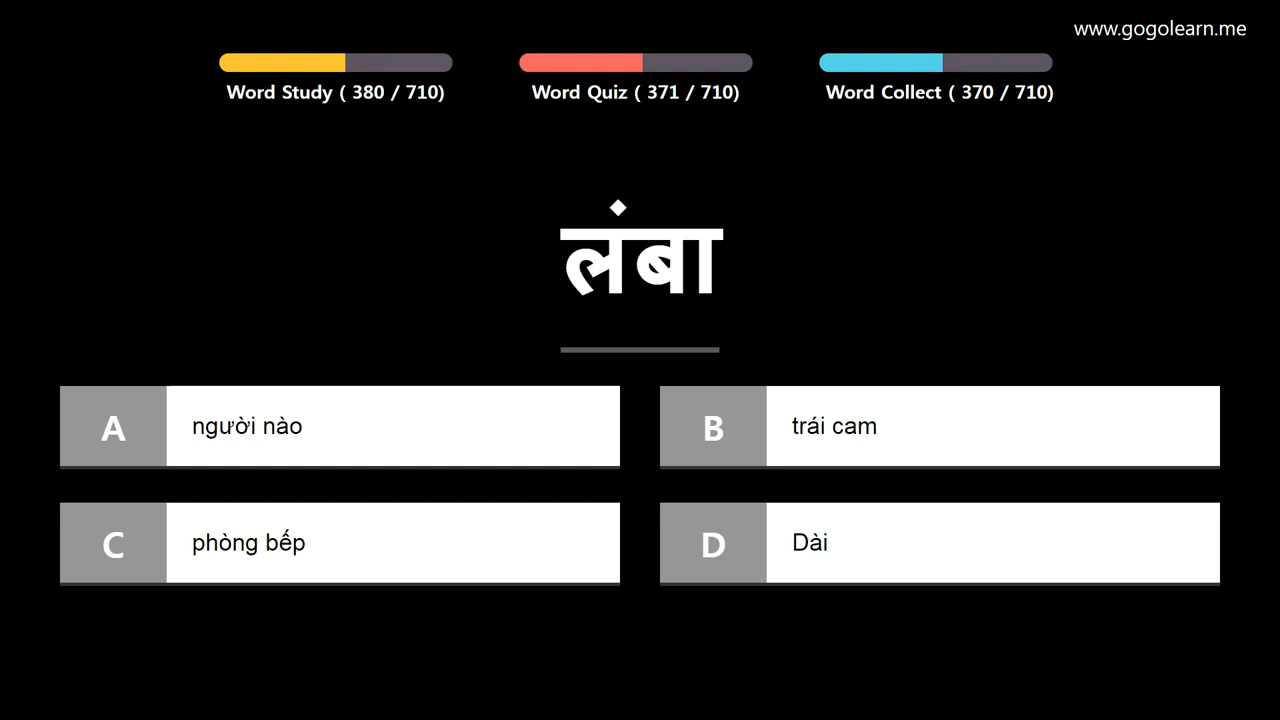 www.gogolearn.me
Word Study ( 380 / 710)
Word Quiz ( 371 / 710)
Word Collect ( 370 / 710)
लंबा
A
người nào
B
trái cam
C
phòng bếp
D
Dài